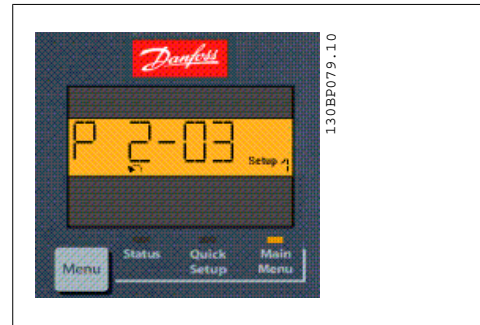 Danfoss
P 2-03
Setup 1
Status Quick Setup Main Menu
Menu
130BP079.10